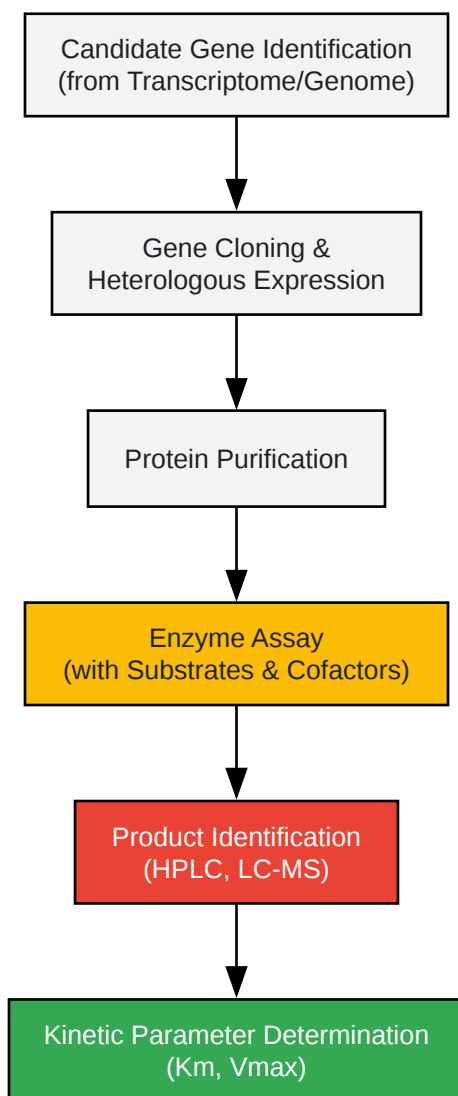 Candidate Gene Identification
(from Transcriptome/Genome)
Gene Cloning &
Heterologous Expression
Protein Purification
Enzyme Assay
(with Substrates & Cofactors)
Product Identification
(HPLC, LC-MS)
Kinetic Parameter Determination
(Km, Vmax)